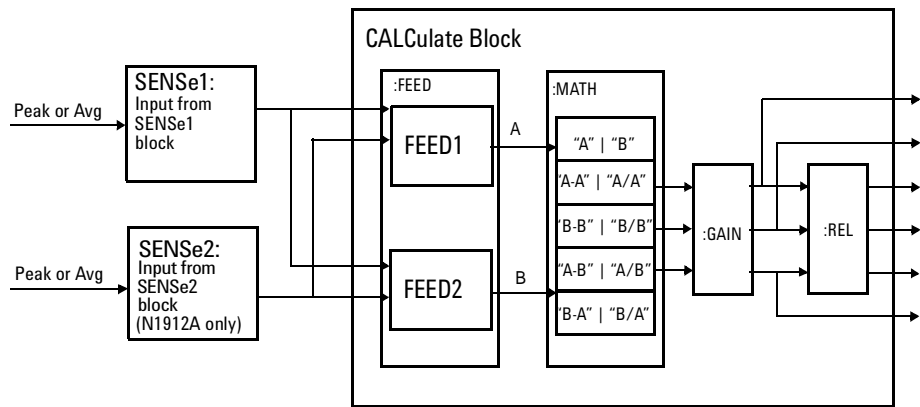 CALCulate Block
SENSe1:
Input from
SENSe1
block
Peak or Avg
:FEED
FEED1
A
:MATH
“A” | “B”
“A-A” | “A/A”
“B-B” | “B/B”
“A-B” | “A/B”
“B-A” | “B/A”
:GAIN
:REL
SENSe2:
Input from
SENSe2
block
(N1912A only)
Peak or Avg
FEED2
B